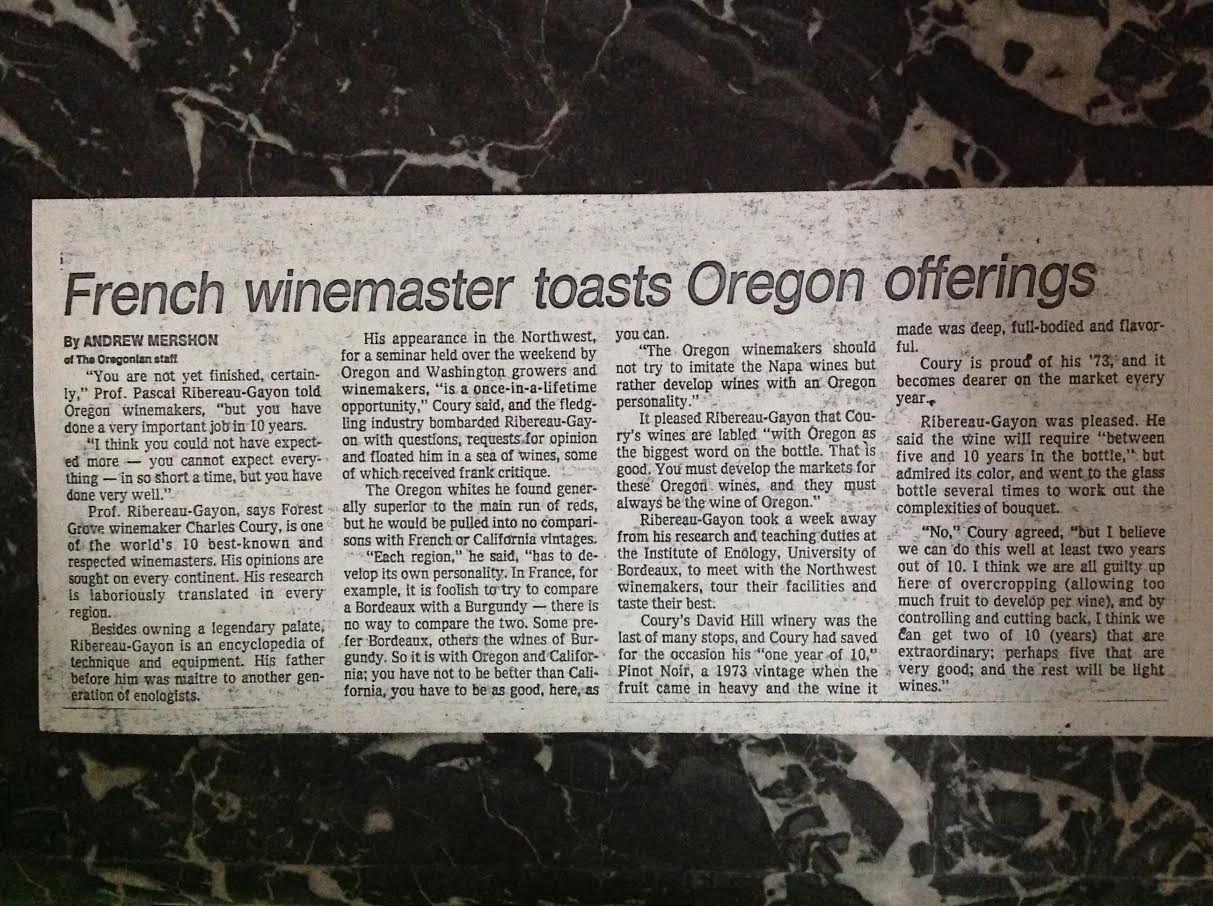 French winemaster toasts Oregon offerings
By ANDREW MERSHON
of The Oregonian staff
“You are not yet finished, certain-
ly,” Prof. Pascal Ribereau-Gayon told
Oregon winemakers, “but you have
done a very important job in 10 years.
“I think you could not have expect-
ed more — you cannot expect every-
thing — in so short a time, but you have
done very well.”
Prof. Ribereau-Gayon, says Forest
Grove winemaker Charles Coury, is one
of the world's 10 best-known and
respected winemasters. His opinions are
sought on every continent. His research
is laboriously translated in every
region.
Besides owning a legendary palate,
Ribereau-Gayon is an encyclopedia of
technique and equipment. His father
before him was maitre to another gen-
eration of enologists.
His appearance in the Northwest,
for a seminar held over the weekend by
Oregon and Washington growers and
winemakers, “is a once-in-a-lifetime
opportunity,” Coury said, and the fledg-
ling industry bombarded Ribereau-Gay-
on with questions, requests for opinion
and floated him in a sea of wines, some
of which received frank critique.
The Oregon whites he found gener-
ally superior to the main run of reds,
but he would be pulled into no compari-
sons with French or California vintages.
“Each region,” he said, “has to de-
velop its own personality. In France, for
example, it is foolish to try to compare
a Bordeaux with a Burgundy — there is
no way to compare the two. Some pre-
fer Bordeaux, others the wines of Bur-
gundy. So it is with Oregon and Califor-
nia; you have not to be better than Cali-
fornia, you have to be as good, here, as
you can.
“The Oregon winemakers should
not try to imitate the Napa wines but
rather develop wines with an Oregon
personality.”
It pleased Ribereau-Gayon that Cou-
ry's wines are labled “with Oregon as
the biggest word on the bottle. That is
good. You must develop the markets for
these Oregon wines, and they must
always be the wine of Oregon.”
Ribereau-Gayon took a week away
from his research and teaching duties at
the Institute of Enology, University of
Bordeaux, to meet with the Northwest
winemakers, tour their facilities and
taste their best.
Coury's David Hill winery was the
last of many stops, and Coury had saved
for the occasion his “one year of 10,”
Pinot Noir, a 1973 vintage when the
fruit came in heavy and the wine it
made was deep, full-bodied and flavor-
ful.
Coury is proud of his '73, and it
becomes dearer on the market every
year.
Ribereau-Gayon was pleased. He
said the wine will require “between
five and 10 years in the bottle,” but
admired its color, and went to the glass
bottle several times to work out the
complexities of bouquet.
“No,” Coury agreed, “but I believe
we can do this well at least two years
out of 10. I think we are all guilty up
here of overcropping (allowing too
much fruit to develop per vine), and by
controlling and cutting back, I think we
can get two of 10 (years) that are
extraordinary; perhaps five that are
very good; and the rest will be light
wines.”